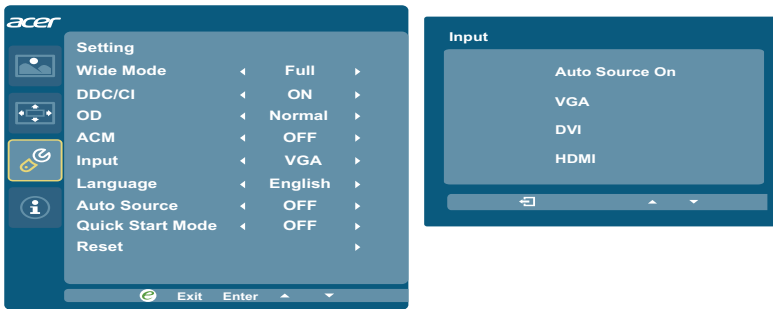 acer
Setting
Wide Mode Full
DDC/CI ON
OD Normal
ACM OFF
Input VGA
Language English
Auto Source OFF
Quick Start Mode OFF
Reset
e Exit Enter
Input
Auto Source On
VGA
DVI
HDMI